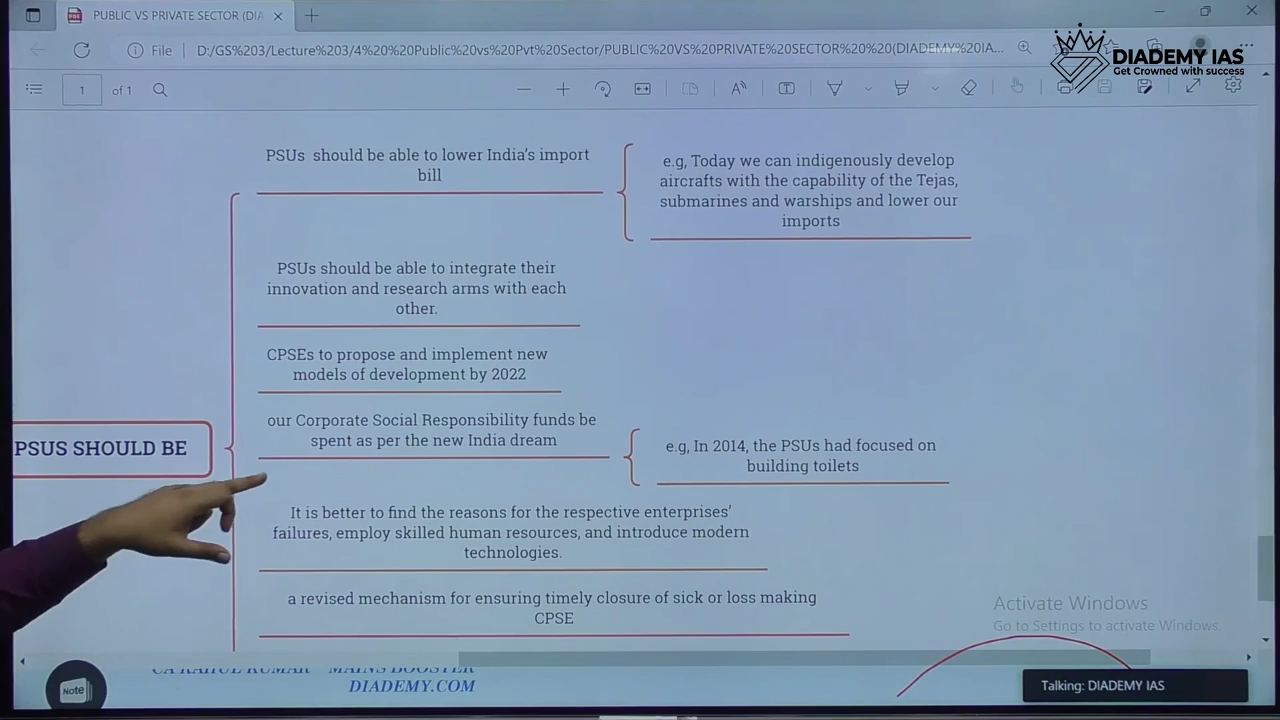 PUBLIC VS PRIVATE SECTOR (DIA
File
D:/GS%203/Lecture%203/4%20%20Public%20vs%20Pvt%20Sector/PUBLIC%20VS%20PRIVATE%20SECTOR%20%20(DIADEMY%20IA...
DIADEMY IAS
Get Crowned with success
1 of 1
PSUs should be able to lower India's import
bill
e.g, Today we can indigenously develop
aircrafts with the capability of the Tejas,
submarines and warships and lower our
imports
PSUs should be able to integrate their
innovation and research arms with each
other.
CPSEs to propose and implement new
models of development by 2022
PSUS SHOULD BE
our Corporate Social Responsibility funds be
spent as per the new India dream
e.g, In 2014, the PSUs had focused on
building toilets
It is better to find the reasons for the respective enterprises'
failures, employ skilled human resources, and introduce modern
technologies.
a revised mechanism for ensuring timely closure of sick or loss making
CPSE
Activate Windows
Go to Settings to activate Windows.
CA RAHUL KUMAR MAINS BOOSTER
DIADEMY.COM
Note
Talking: DIADEMY IAS